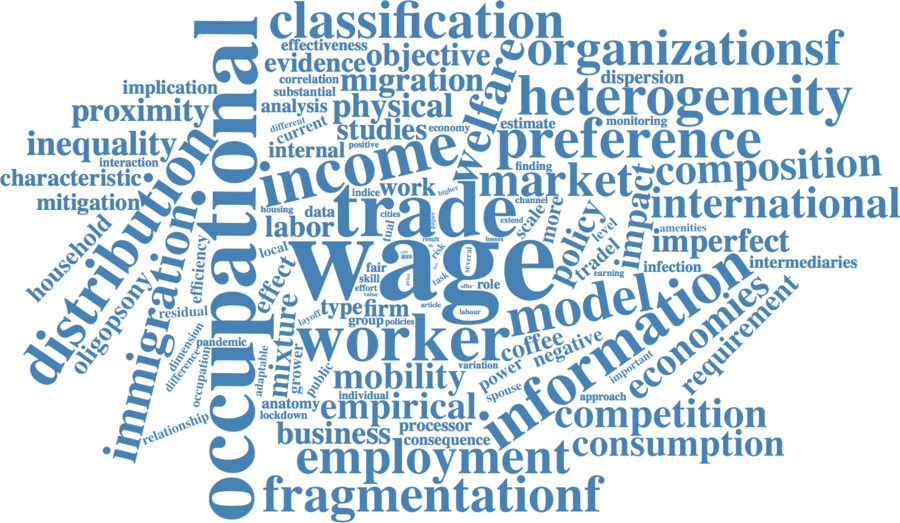 classification
effectiveness
objective
evidence
organizationsf
correlation
migration
dispersion
implication
substantial
welfare
heterogeneity
proximity
analysis
physical
different
current
studies
economy
estimate
monitoring
inequality
internal
positive
preference
interaction
income
finding
composition
characteristic
occupational
market
indice
work
higher
channel
mitigation
distribution
trade
international
housing
data
cities
scale
more
impact
labor
tual
paper
extend
policy
level
amenities
household
immigration
local
result
losses
imperfect
efficiency
effect
wage
risk
several
tradel
infection
intermediaries
fair
ass
skill
task
earning
oligopsony
effort
value
offer
role
information
residual
mixture
layoff
type
firm
article
labour
model
economies
dimension
pandemic
group
policies
worker
coffee
negative
requirement
difference
occupation
adaptable
grower
public
mobility
variation
power
important
spouse
approach
individual
anatomy
empirical
competition
lockdown
relationship
business
processor
consequence
consumption
employment
fragmentationf